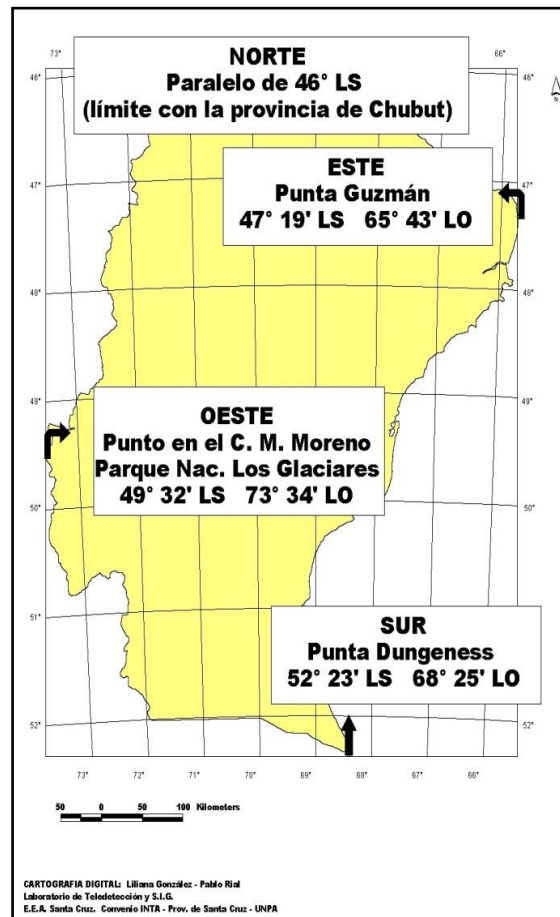 73° 66°
NORTE
Paralelo de 46° LS
(límite con la provincia de Chubut)
46° 46°
N
ESTE
Punta Guzmán
47° 19' LS 65° 43' LO
47° 47°
48° 48°
49° 49°
OESTE
Punto en el C. M. Moreno
Parque Nac. Los Glaciares
49° 32' LS 73° 34' LO
50° 50°
51° 51°
SUR
Punta Dungeness
52° 23' LS 68° 25' LO
52° 52°
73° 72° 71° 70° 69° 68° 67° 66°
50 0 50 100 Kilometers
CARTOGRAFIA DIGITAL: Liliana González - Pablo Rial
Laboratorio de Teledetección y S.I.G.
E.E.A. Santa Cruz. Convenio INTA - Prov. de Santa Cruz - UNPA